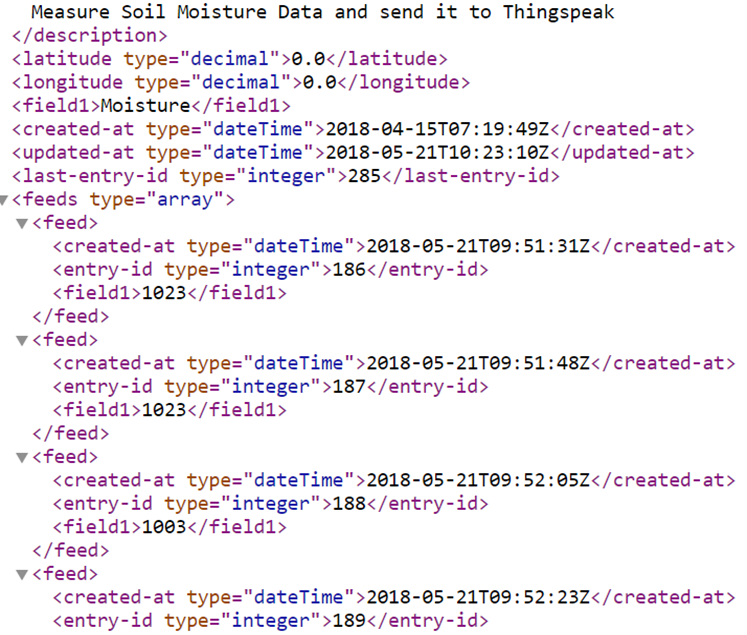 Measure Soil Moisture Data and send it to Thingspeak
</description>
<latitude type="decimal">0.0</latitude>
<longitude type="decimal">0.0</longitude>
<field1>Moisture</field1>
<created-at type="dateTime">2018-04-15T07:19:49Z</created-at>
<updated-at type="dateTime">2018-05-21T10:23:10Z</updated-at>
<last-entry-id type="integer">285</last-entry-id>
<feeds type="array">
<feed>
<created-at type="dateTime">2018-05-21T09:51:31Z</created-at>
<entry-id type="integer">186</entry-id>
<field1>1023</field1>
</feed>
<feed>
<created-at type="dateTime">2018-05-21T09:51:48Z</created-at>
<entry-id type="integer">187</entry-id>
<field1>1023</field1>
</feed>
<feed>
<created-at type="dateTime">2018-05-21T09:52:05Z</created-at>
<entry-id type="integer">188</entry-id>
<field1>1003</field1>
</feed>
<feed>
<created-at type="dateTime">2018-05-21T09:52:23Z</created-at>
<entry-id type="integer">189</entry-id>